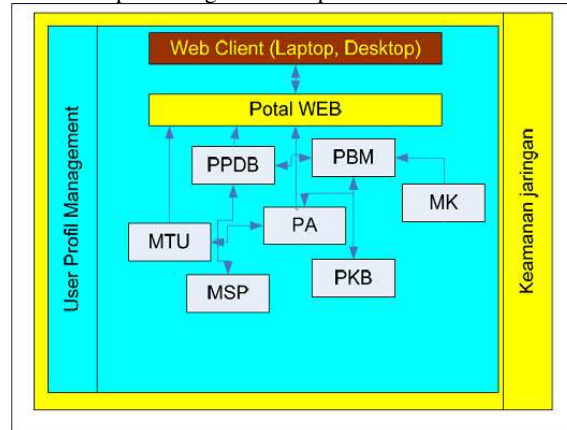 Web Client (Laptop, Desktop)
Potal WEB
PPDB
PBM
MK
PA
MTU
MSP
PKB
User Profil Management
Keamanan jaringan